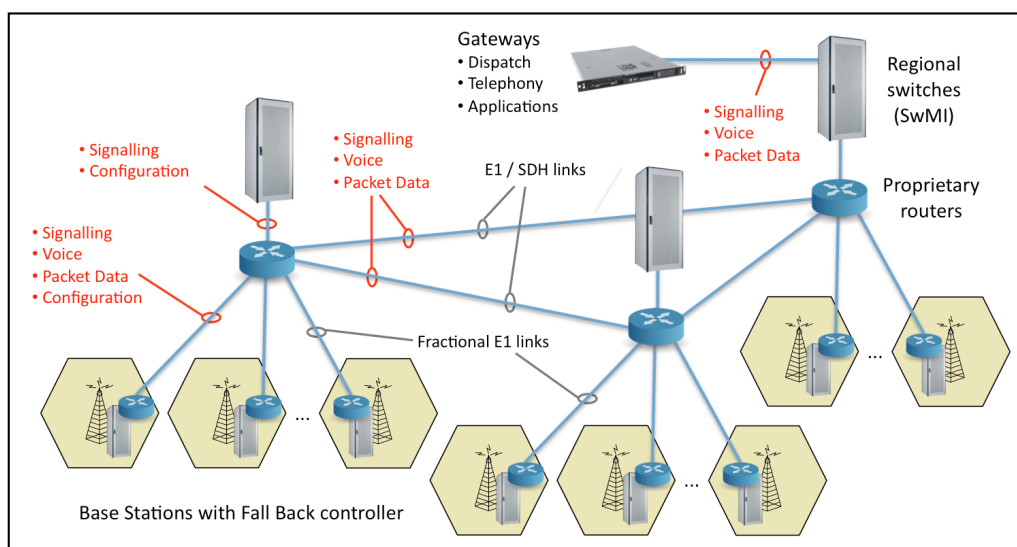 Gateways
• Dispatch
• Telephony
• Applications
Regional
switches
(SwMI)
• Signalling
• Voice
• Packet Data
• Signalling
• Configuration
• Signalling
• Voice
• Packet Data
E1 / SDH links
Proprietary
routers
• Signalling
• Voice
• Packet Data
• Configuration
Fractional E1 links
...
...
...
Base Stations with Fall Back controller